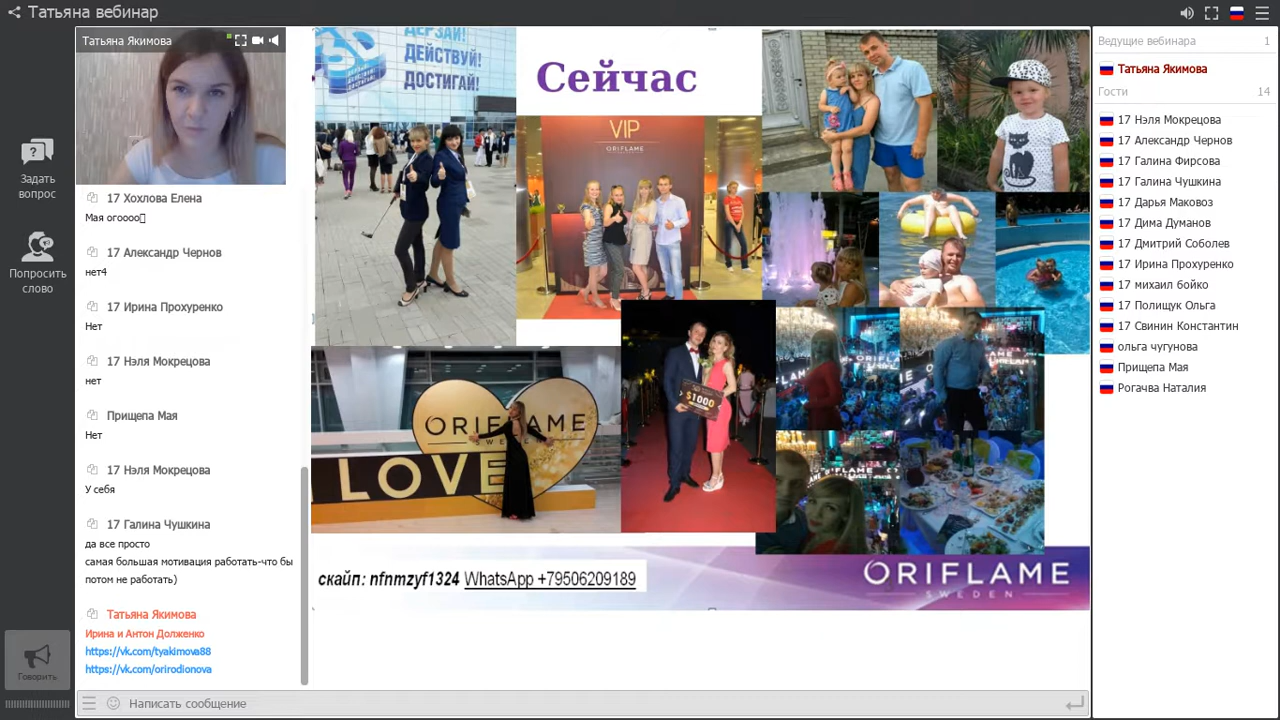 Татьяна вебинар
Татьяна Якимова
Задать
вопрос
Попросить
слово
Говорить
17 Хохлова Елена
Мая огоооо
17 Александр Чернов
нет4
17 Ирина Прохуренко
Нет
17 Нэля Мокрецова
нет
Прищепа Мая
Нет
17 Нэля Мокрецова
У себя
17 Галина Чушкина
да все просто
самая большая мотивация работать-что бы
потом не работать)
Татьяна Якимова
Ирина и Антон Долженко
https://vk.com/tyakimova88
https://vk.com/orirodionova
Написать сообщение
ДЕРЗАЙ!
ДЕЙСТВУЙ!
ДОСТИГАЙ!
Сейчас
VIP
ORIFLAME
ORIFLAME
LOVE
$1000
скайп: nfnmzyf1324 WhatsApp +79506209189
ORIFLAME
SWEDEN
Ведущие вебинара 1
Татьяна Якимова
Гости 14
17 Нэля Мокрецова
17 Александр Чернов
17 Галина Фирсова
17 Галина Чушкина
17 Дарья Маковоз
17 Дима Думанов
17 Дмитрий Соболев
17 Ирина Прохуренко
17 михаил бойко
17 Полищук Ольга
17 Свинин Константин
ольга чугунова
Прищепа Мая
Рогачва Наталия